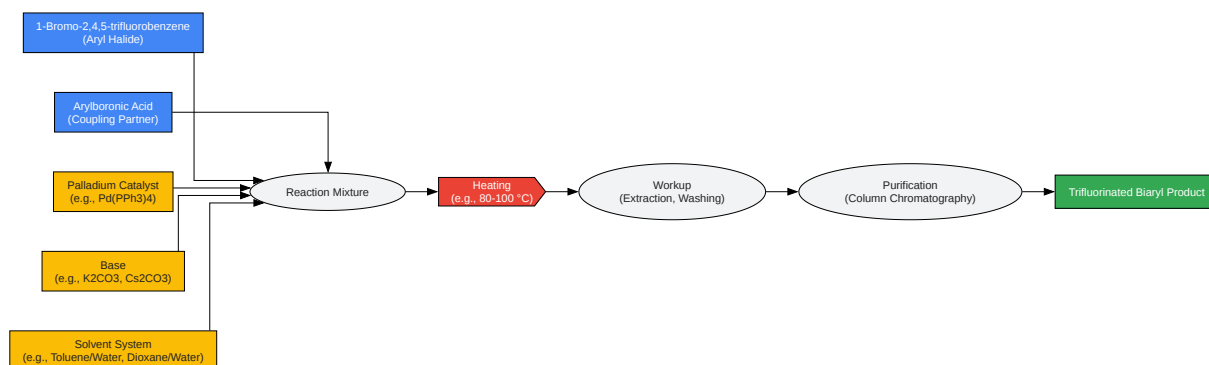 1-Bromo-2,4,5-trifluorobenzene
(Aryl Halide)
Arylboronic Acid
(Coupling Partner)
Palladium Catalyst
(e.g., Pd(PPh3)4)
Base
(e.g., K2CO3, Cs2CO3)
Solvent System
(e.g., Toluene/Water, Dioxane/Water)
Reaction Mixture
Heating
(e.g., 80-100 °C)
Workup
(Extraction, Washing)
Purification
(Column Chromatography)
Trifluorinated Biaryl Product